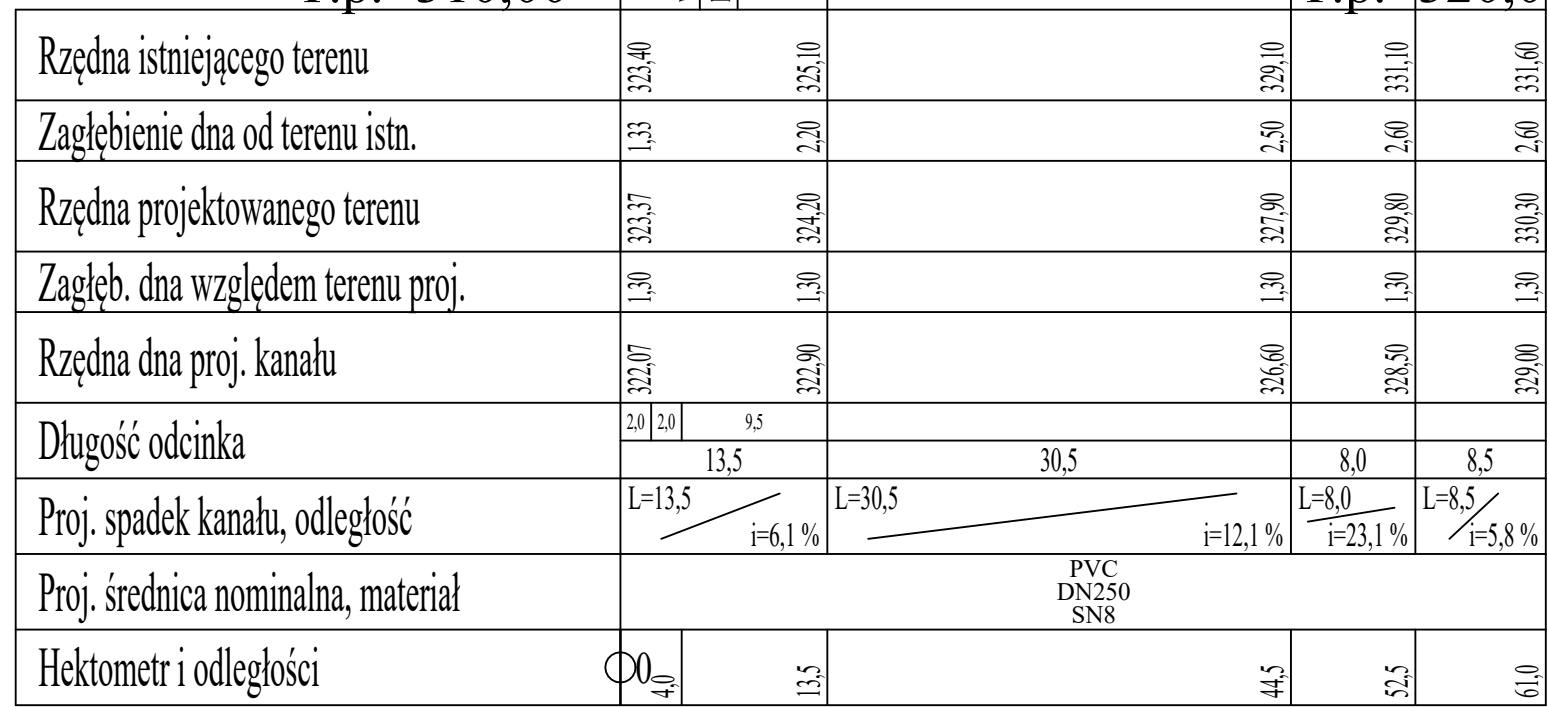 Rzędna istniejącego terenu 323,40 325,10 329,10 331,10 331,60
Zagłębienie dna od terenu istn. 1,33 2,20 2,50 2,60 2,60
Rzędna projektowanego terenu 323,37 324,20 327,90 329,80 330,30
Zagłęb. dna względem terenu proj. 1,30 1,30 1,30 1,30 1,30
Rzędna dna proj. kanału 322,07 322,90 326,60 328,50 329,00
Długość odcinka
2,0 2,0 9,5
13,5 30,5 8,0 8,5
Proj. spadek kanału, odległość
L=13,5 L=30,5 L=8,0 L=8,5
i=6,1 % i=12,1 % i=23,1 % i=5,8 %
Proj. średnica nominalna, materiał
PVC
DN250
SN8
Hektometr i odległości 0 4,0 13,5 44,5 52,5 61,0